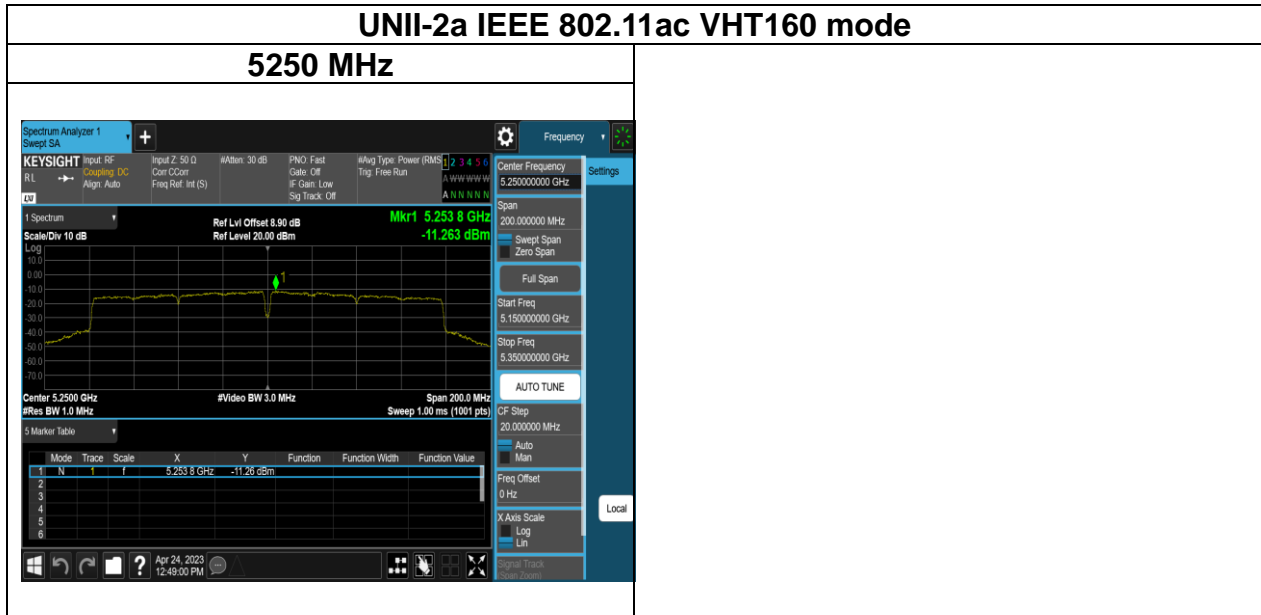 UNII-2a IEEE 802.11ac VHT160 mode
5250 MHz
Spectrum Analyzer 1
Swept SA
Frequency
KEYSIGHT
RL
LXI
Input: RF
Coupling: DC
Align: Auto
Input Z: 50 Ω
Corr CCorr
Freq Ref: Int (S)
#Atten: 30 dB
PNO: Fast
Gate: Off
IF Gain: Low
Sig Track: Off
#Avg Type: Power (RMS
Trig: Free Run
1 2 3 4 5 6
A W W W W W
A N N N N N
1 Spectrum
Scale/Div 10 dB
Ref Lvl Offset 8.90 dB
Ref Level 20.00 dBm
Mkr1 5.253 8 GHz
-11.263 dBm
Log
10.0
0.00
-10.0
-20.0
-30.0
-40.0
-50.0
-60.0
-70.0
1
Center 5.2500 GHz
#Res BW 1.0 MHz
#Video BW 3.0 MHz
Span 200.0 MHz
Sweep 1.00 ms (1001 pts)
5 Marker Table
Mode Trace Scale X Y Function Function Width Function Value
1 N 1 f 5.253 8 GHz -11.26 dBm
2
3
4
5
6
Apr 24, 2023
12:49:00 PM
Center Frequency
5.250000000 GHz
Span
200.000000 MHz
Swept Span
Zero Span
Full Span
Start Freq
5.150000000 GHz
Stop Freq
5.350000000 GHz
AUTO TUNE
CF Step
20.000000 MHz
Auto
Man
Freq Offset
0 Hz
X Axis Scale
Log
Lin
Signal Track
(Span Zoom)
Settings
Local